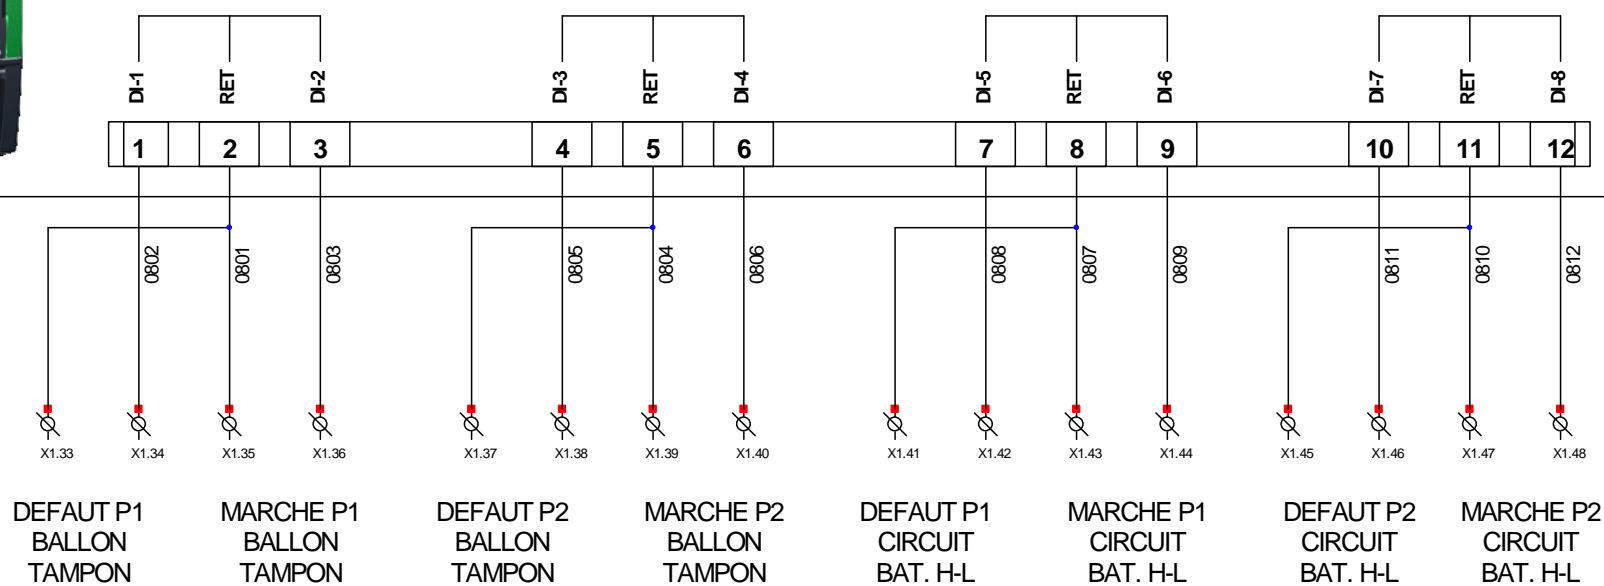 DI-1 RET DI-2 DI-3 RET DI-4 DI-5 RET DI-6 DI-7 RET DI-8
1 2 3 4 5 6 7 8 9 10 11 12
0802 0801 0803 0805 0804 0806 0808 0807 0809 0811 0810 0812
X1.33 X1.34 X1.35 X1.36 X1.37 X1.38 X1.39 X1.40 X1.41 X1.42 X1.43 X1.44 X1.45 X1.46 X1.47 X1.48
DEFAUT P1 MARCHE P1 DEFAUT P2 MARCHE P2 DEFAUT P1 MARCHE P1 DEFAUT P2 MARCHE P2
BALLON BALLON BALLON BALLON CIRCUIT CIRCUIT CIRCUIT CIRCUIT
TAMPON TAMPON TAMPON TAMPON BAT. H-L BAT. H-L BAT. H-L BAT. H-L